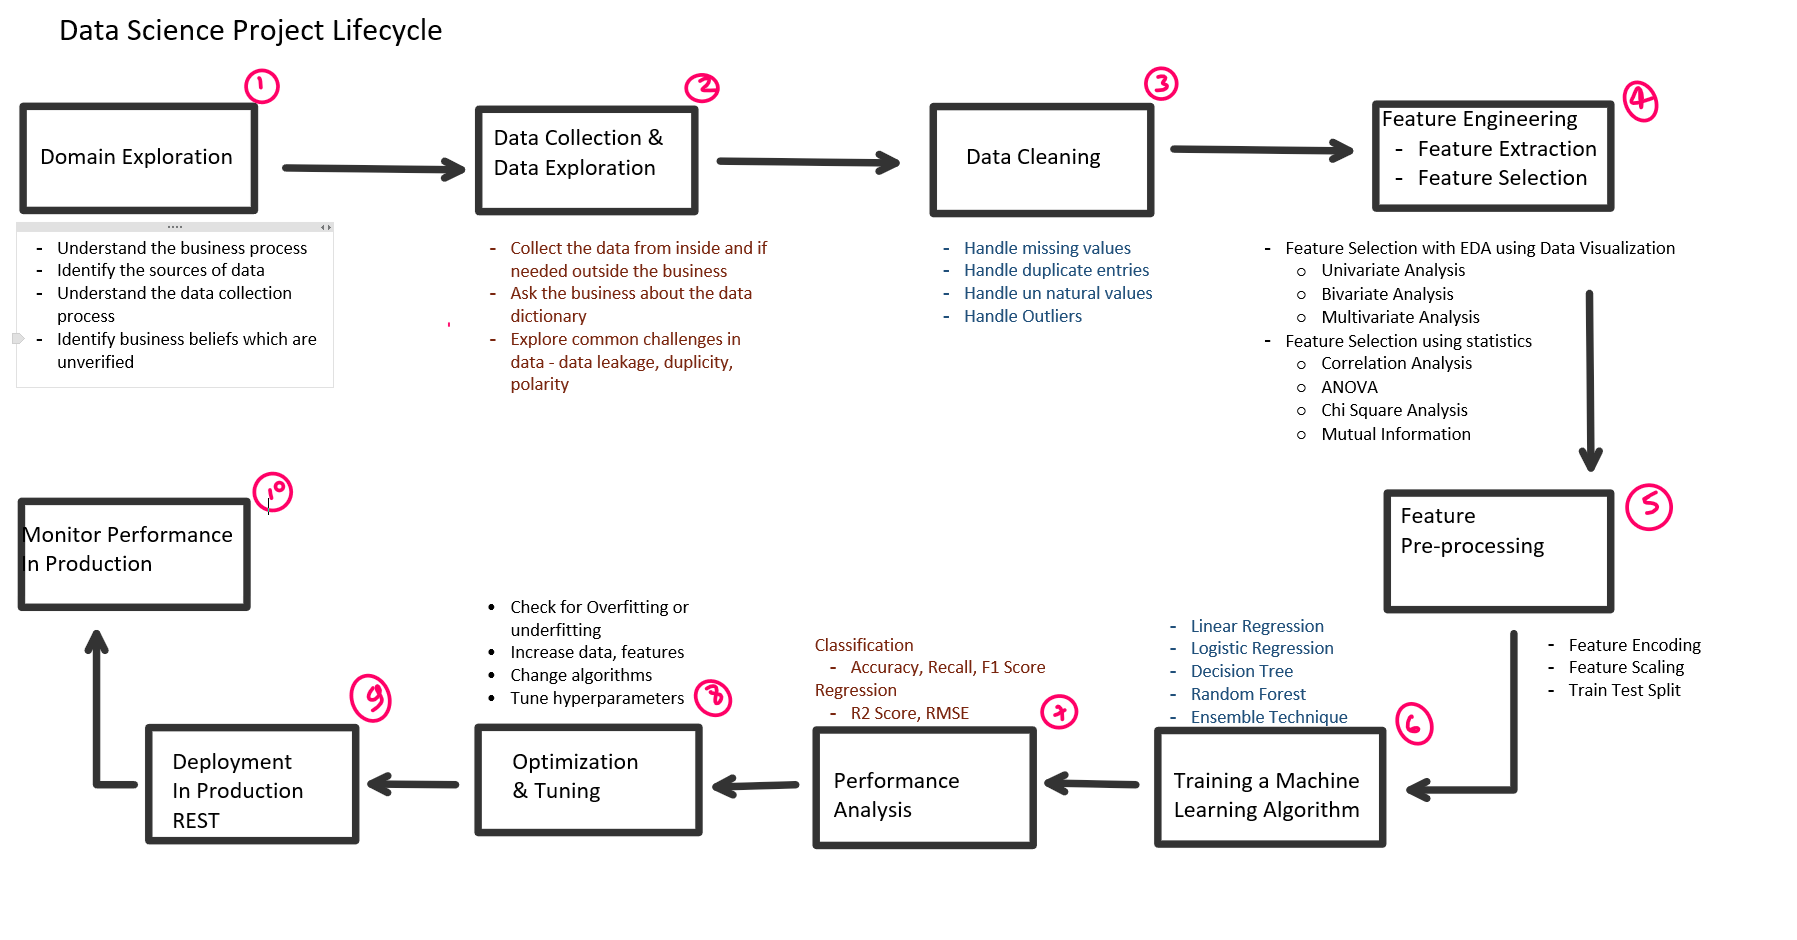 Data Science Project Lifecycle
1
Domain Exploration
- Understand the business process
- Identify the sources of data
- Understand the data collection
process
- Identify business beliefs which are
unverified
2
Data Collection &
Data Exploration
- Collect the data from inside and if
needed outside the business
- Ask the business about the data
dictionary
- Explore common challenges in
data - data leakage, duplicity,
polarity
3
Data Cleaning
- Handle missing values
- Handle duplicate entries
- Handle un natural values
- Handle Outliers
4
Feature Engineering
- Feature Extraction
- Feature Selection
- Feature Selection with EDA using Data Visualization
o Univariate Analysis
o Bivariate Analysis
o Multivariate Analysis
- Feature Selection using statistics
o Correlation Analysis
o ANOVA
o Chi Square Analysis
o Mutual Information
5
Feature
Pre-processing
- Feature Encoding
- Feature Scaling
- Train Test Split
- Linear Regression
- Logistic Regression
- Decision Tree
- Random Forest
- Ensemble Technique
6
Training a Machine
Learning Algorithm
Classification
- Accuracy, Recall, F1 Score
Regression
- R2 Score, RMSE
7
Performance
Analysis
• Check for Overfitting or
underfitting
• Increase data, features
• Change algorithms
• Tune hyperparameters
8
Optimization
& Tuning
9
Deployment
In Production
REST
10
Monitor Performance
In Production